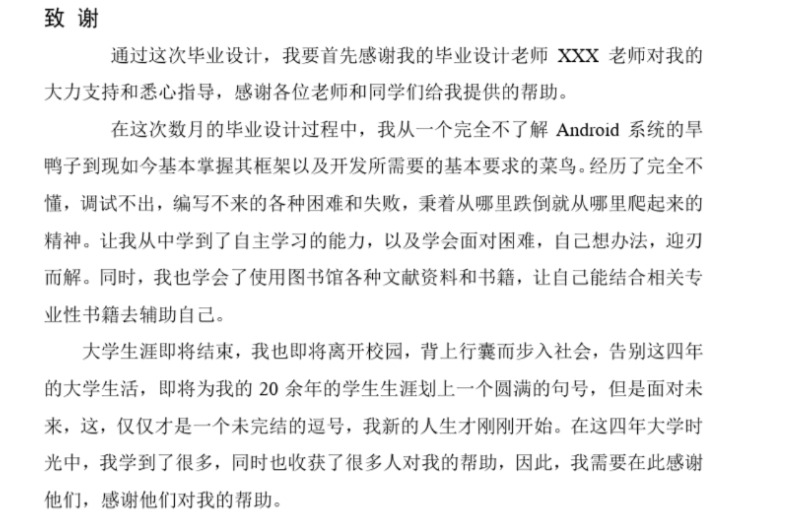 致 谢
通过这次毕业设计，我要首先感谢我的毕业设计老师 XXX 老师对我的
大力支持和悉心指导，感谢各位老师和同学们给我提供的帮助。
在这次数月的毕业设计过程中，我从一个完全不了解 Android 系统的旱
鸭子到现如今基本掌握其框架以及开发所需要的基本要求的菜鸟。经历了完全不
懂，调试不出，编写不来的各种困难和失败，秉着从哪里跌倒就从哪里爬起来的
精神。让我从中学到了自主学习的能力，以及学会面对困难，自己想办法，迎刃
而解。同时，我也学会了使用图书馆各种文献资料和书籍，让自己能结合相关专
业性书籍去辅助自己。
大学生涯即将结束，我也即将离开校园，背上行囊而步入社会，告别这四年
的大学生活，即将为我的 20 余年的学生生涯划上一个圆满的句号，但是面对未
来，这，仅仅才是一个未完结的逗号，我新的人生才刚刚开始。在这四年大学时
光中，我学到了很多，同时也收获了很多人对我的帮助，因此，我需要在此感谢
他们，感谢他们对我的帮助。